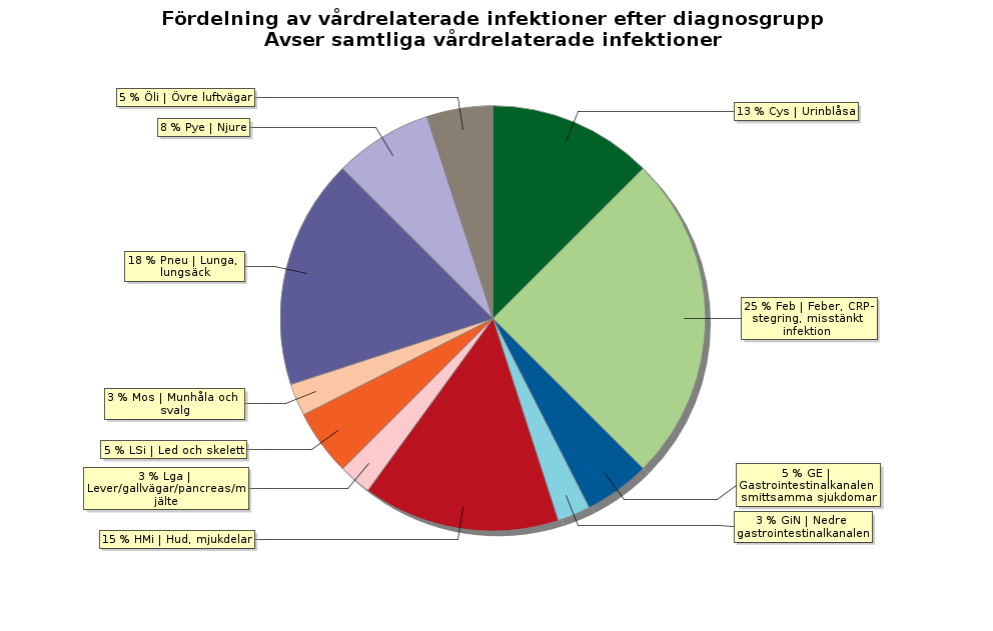 Fördelning av vårdrelaterade infektioner efter diagnosgrupp
Avser samtliga vårdrelaterade infektioner
5 % Öli | Övre luftvägar
13 % Cys | Urinblåsa
8 % Pye | Njure
18 % Pneu | Lunga,
lungsäck
25 % Feb | Feber, CRP-
stegring, misstänkt
infektion
3 % Mos | Munhåla och
svalg
5 % LSi | Led och skelett
3 % Lga |
Lever/gallvägar/pancreas/m
jälte
5 % GE |
Gastrointestinalkanalen
smittsamma sjukdomar
3 % GiN | Nedre
gastrointestinalkanalen
15 % HMi | Hud, mjukdelar